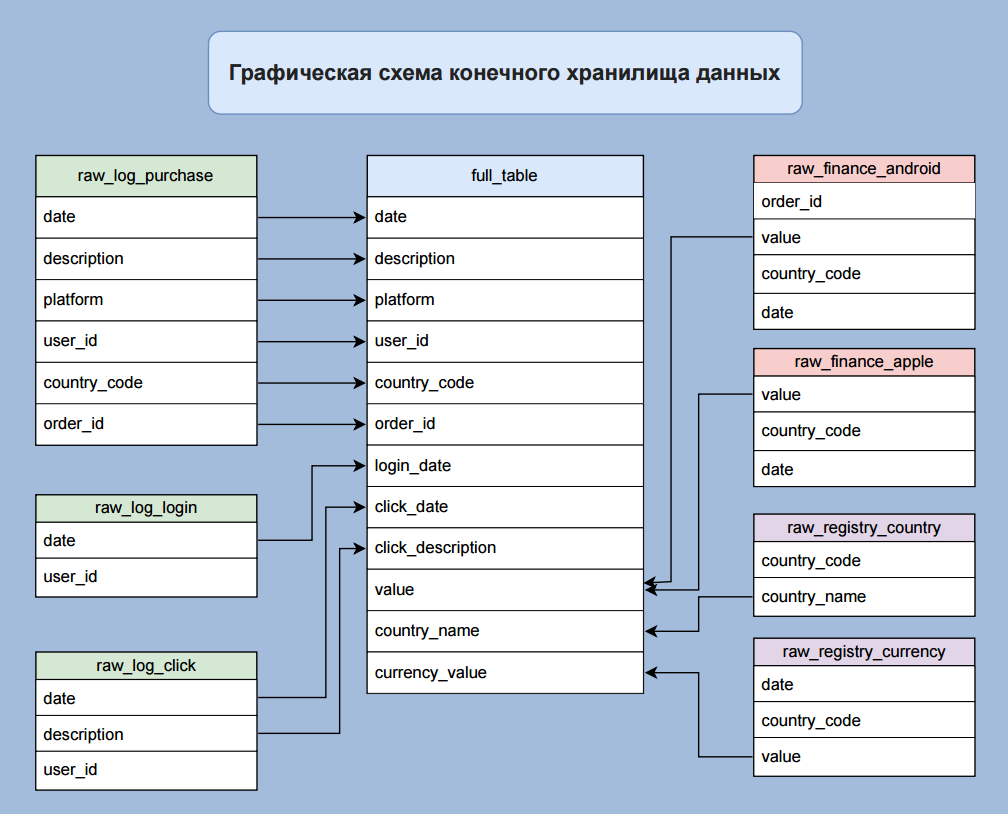 Графическая схема конечного хранилища данных
raw_log_purchase
date
description
platform
user_id
country_code
order_id
raw_log_login
date
user_id
raw_log_click
date
description
user_id
full_table
date
description
platform
user_id
country_code
order_id
login_date
click_date
click_description
value
country_name
currency_value
raw_finance_android
order_id
value
country_code
date
raw_finance_apple
value
country_code
date
raw_registry_country
country_code
country_name
raw_registry_currency
date
country_code
value